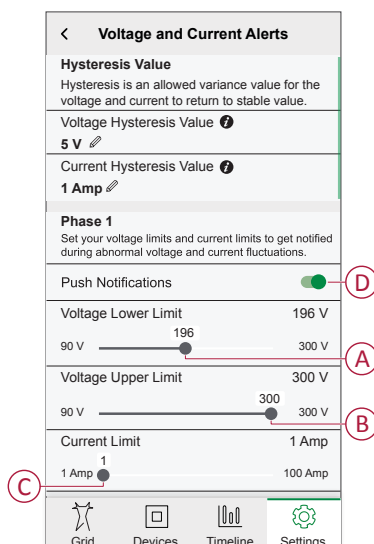 Voltage and Current Alerts
Hysteresis Value
Hysteresis is an allowed variance value for the
voltage and current to return to stable value.
Voltage Hysteresis Value
5 V
Current Hysteresis Value
1 Amp
Phase 1
Set your voltage limits and current limits to get notified
during abnormal voltage and current fluctuations.
Push Notifications
D
Voltage Lower Limit 196 V
196
90 V 300 V
A
Voltage Upper Limit 300 V
300
90 V 300 V
B
Current Limit 1 Amp
1
1 Amp 100 Amp
C
Grid Devices Timeline Settings